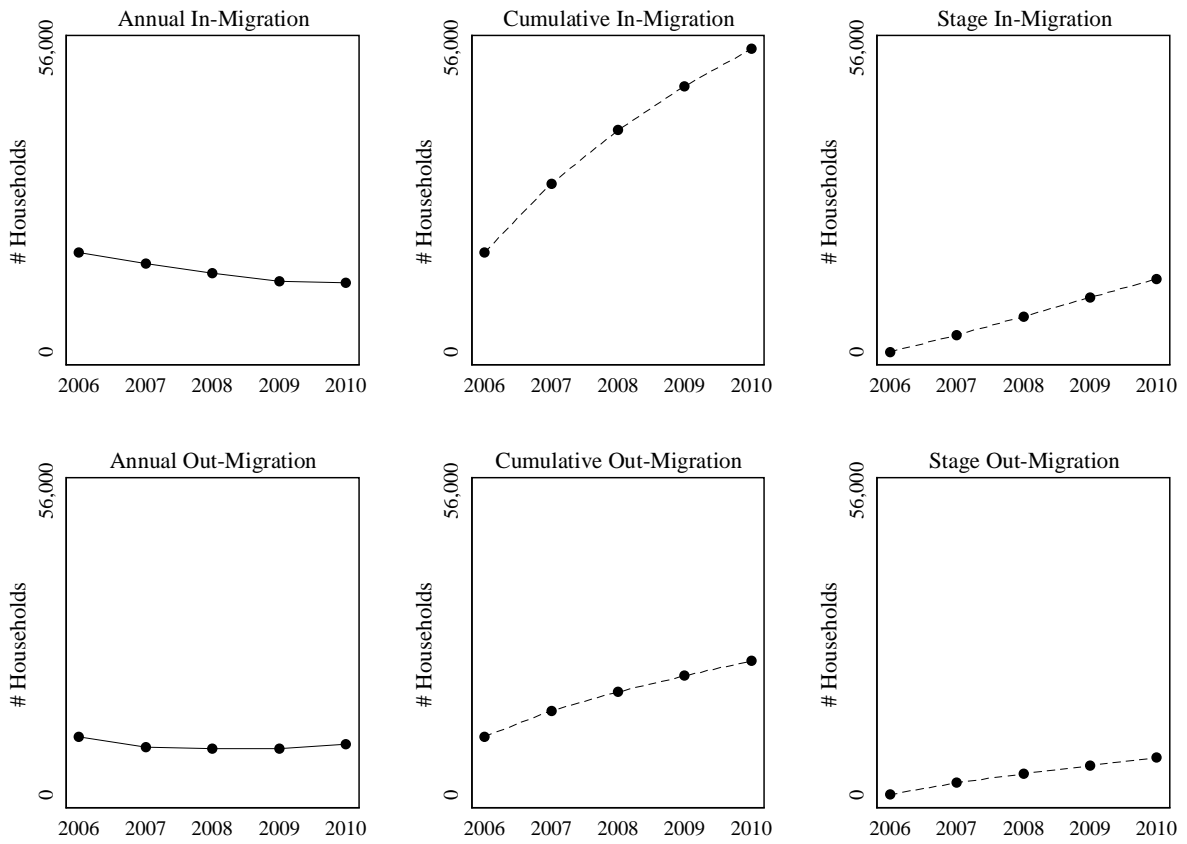 Annual In-Migration
56,000
# Households
0
2006 2007 2008 2009 2010
Cumulative In-Migration
56,000
# Households
0
2006 2007 2008 2009 2010
Stage In-Migration
56,000
# Households
0
2006 2007 2008 2009 2010
Annual Out-Migration
56,000
# Households
0
2006 2007 2008 2009 2010
Cumulative Out-Migration
56,000
# Households
0
2006 2007 2008 2009 2010
Stage Out-Migration
56,000
# Households
0
2006 2007 2008 2009 2010